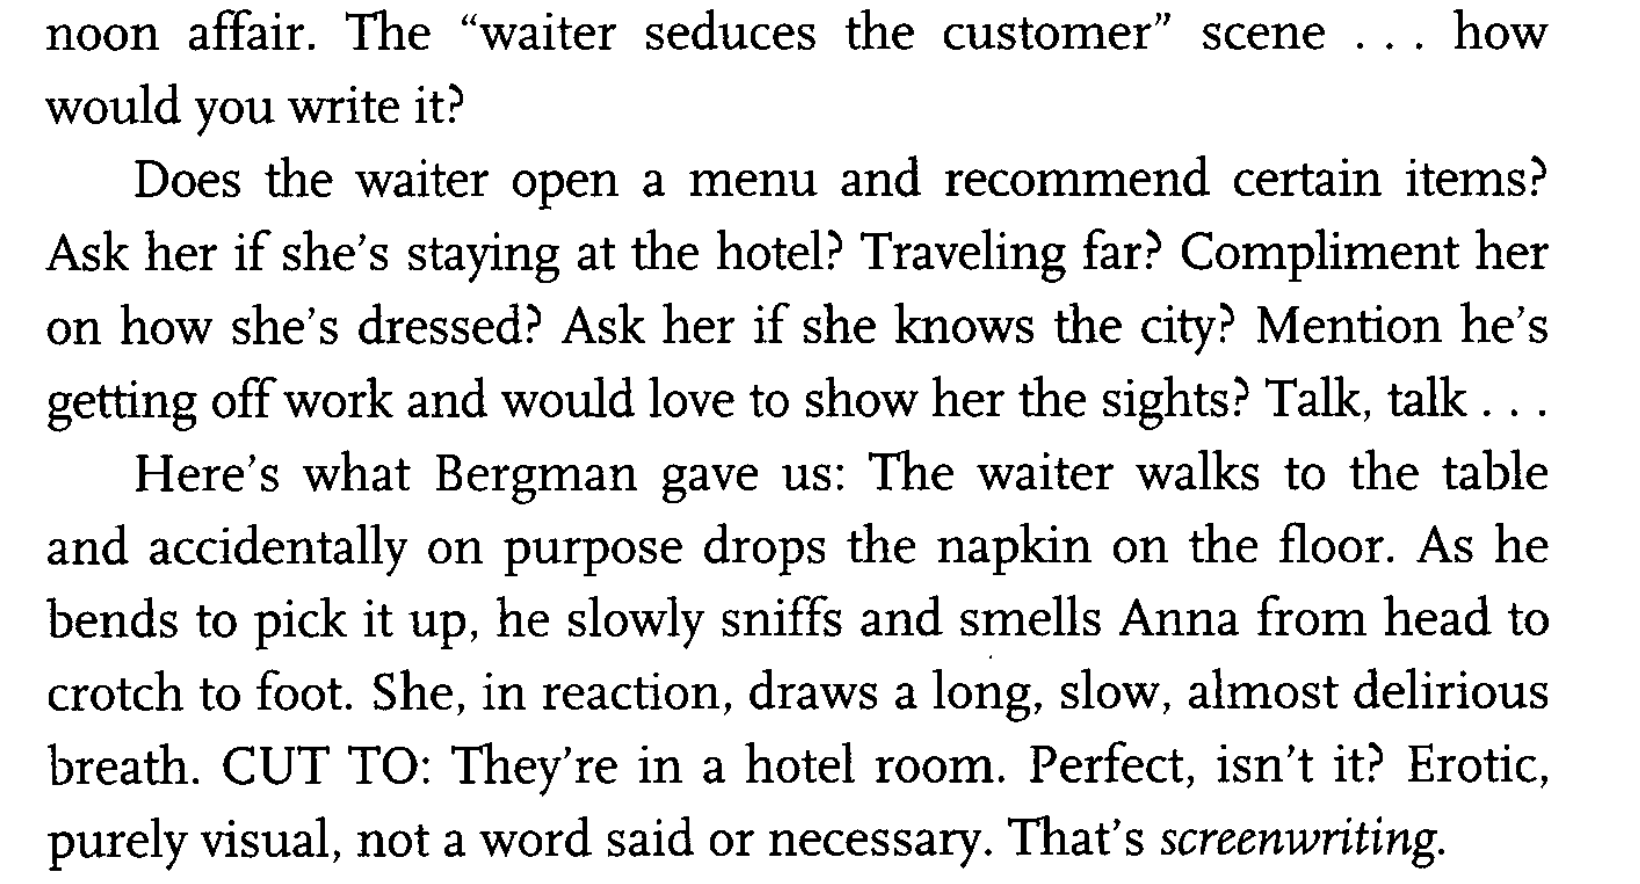 noon affair. The “waiter seduces the customer” scene . . . how
would you write it?
Does the waiter open a menu and recommend certain items?
Ask her if she’s staying at the hotel? Traveling far? Compliment her
on how she’s dressed? Ask her if she knows the city? Mention he’s
getting off work and would love to show her the sights? Talk, talk . . .
Here’s what Bergman gave us: The waiter walks to the table
and accidentally on purpose drops the napkin on the floor. As he
bends to pick it up, he slowly sniffs and smells Anna from head to
crotch to foot. She, in reaction, draws a long, slow, almost delirious
breath. CUT TO: They’re in a hotel room. Perfect, isn’t it? Erotic,
purely visual, not a word said or necessary. That’s screenwriting.